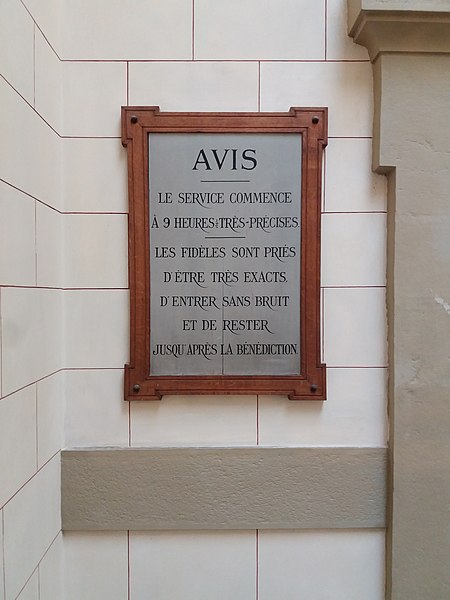 AVIS
LE SERVICE COMMENCE
À 9 HEURES TRÈS-PRÉCISES.
LES FIDÈLES SONT PRIÉS
D'ÉTRE TRÈS EXACTS,
D'ENTRER SANS BRUIT
ET DE RESTER
JUSQU'APRÈS LA BÉNÉDICTION.